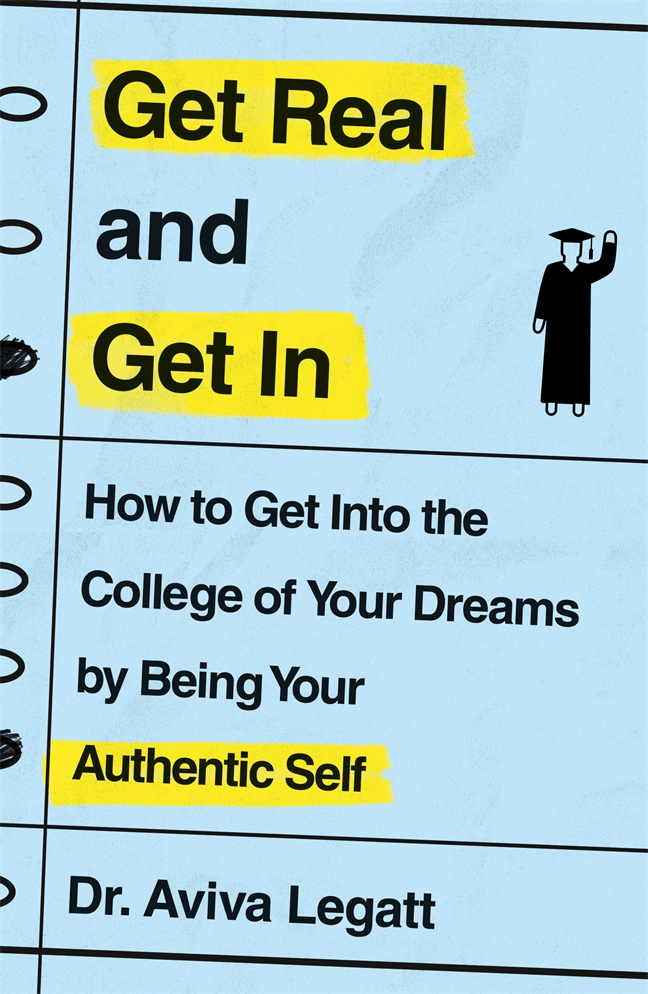 Get Real
and
Get In
How to Get Into the
College of Your Dreams
by Being Your
Authentic Self
Dr. Aviva Legatt